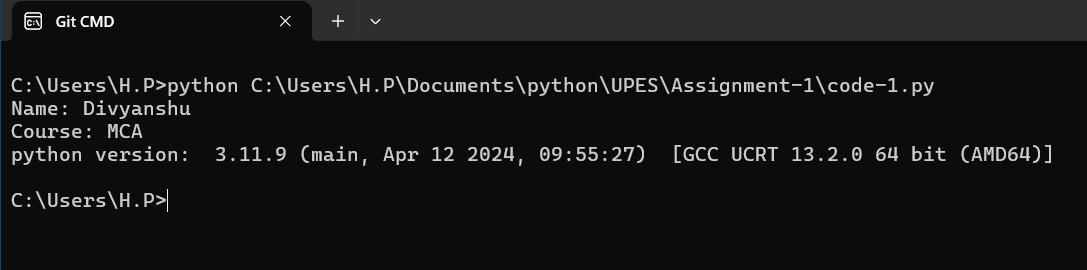 Git CMD
C:\Users\H.P>python C:\Users\H.P\Documents\python\UPES\Assignment-1\code-1.py
Name: Divyanshu
Course: MCA
python version:  3.11.9 (main, Apr 12 2024, 09:55:27)  [GCC UCRT 13.2.0 64 bit (AMD64)]
C:\Users\H.P>